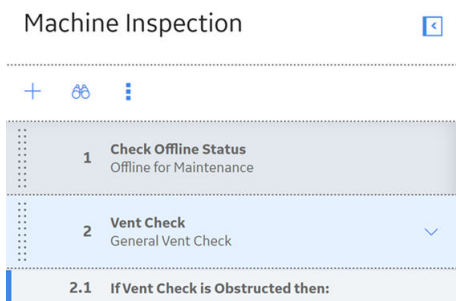 Machine Inspection
1 Check Offline Status
Offline for Maintenance
2 Vent Check
General Vent Check
2.1 If Vent Check is Obstructed then: